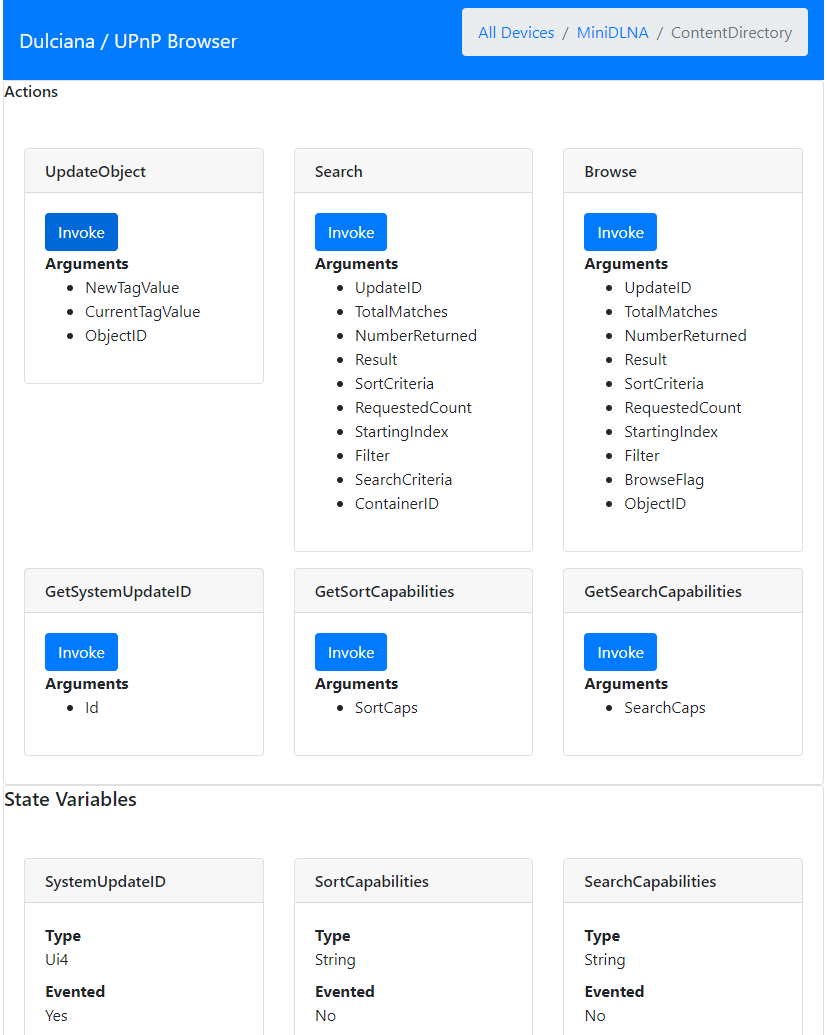 Dulciana / UPnP Browser
All Devices / MiniDLNA / ContentDirectory
Actions
UpdateObject
Invoke
Arguments
NewTagValue
CurrentTagValue
ObjectID
Search
Invoke
Arguments
UpdateID
TotalMatches
NumberReturned
Result
SortCriteria
RequestedCount
StartingIndex
Filter
SearchCriteria
ContainerID
Browse
Invoke
Arguments
UpdateID
TotalMatches
NumberReturned
Result
SortCriteria
RequestedCount
StartingIndex
Filter
BrowseFlag
ObjectID
GetSystemUpdateID
Invoke
Arguments
Id
GetSortCapabilities
Invoke
Arguments
SortCaps
GetSearchCapabilities
Invoke
Arguments
SearchCaps
State Variables
SystemUpdateID
Type
Ui4
Evented
Yes
SortCapabilities
Type
String
Evented
No
SearchCapabilities
Type
String
Evented
No